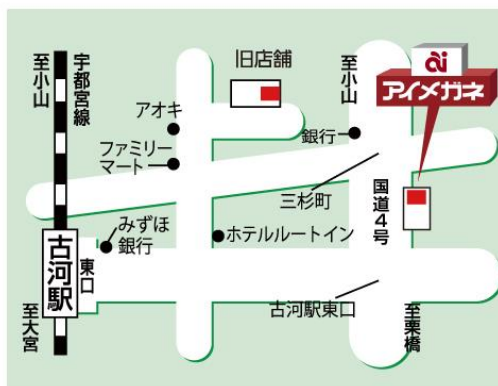 至小山
宇都宮線
旧店舗
至小山
ai
アイメガネ
アオキ
銀行
ファミリー
マート
三杉町
国道4号
みずほ
銀行
ホテルルートイン
古河駅
東口
古河駅東口
至大宮
至栗橋